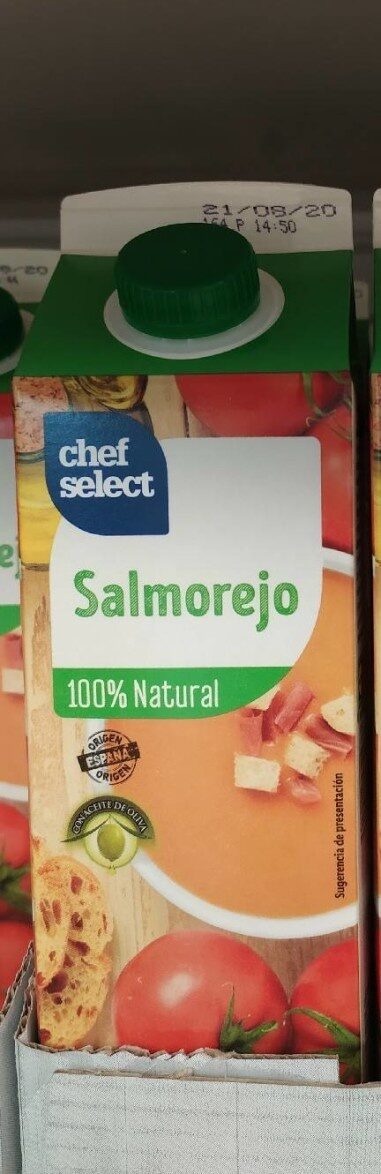 21/08/20
164 P 14:50
chef
select
Salmorejo
100% Natural
ORIGEN
ESPAÑA
ORIGEN
CON ACEITE DE OLIVA
Sugerencia de presentación